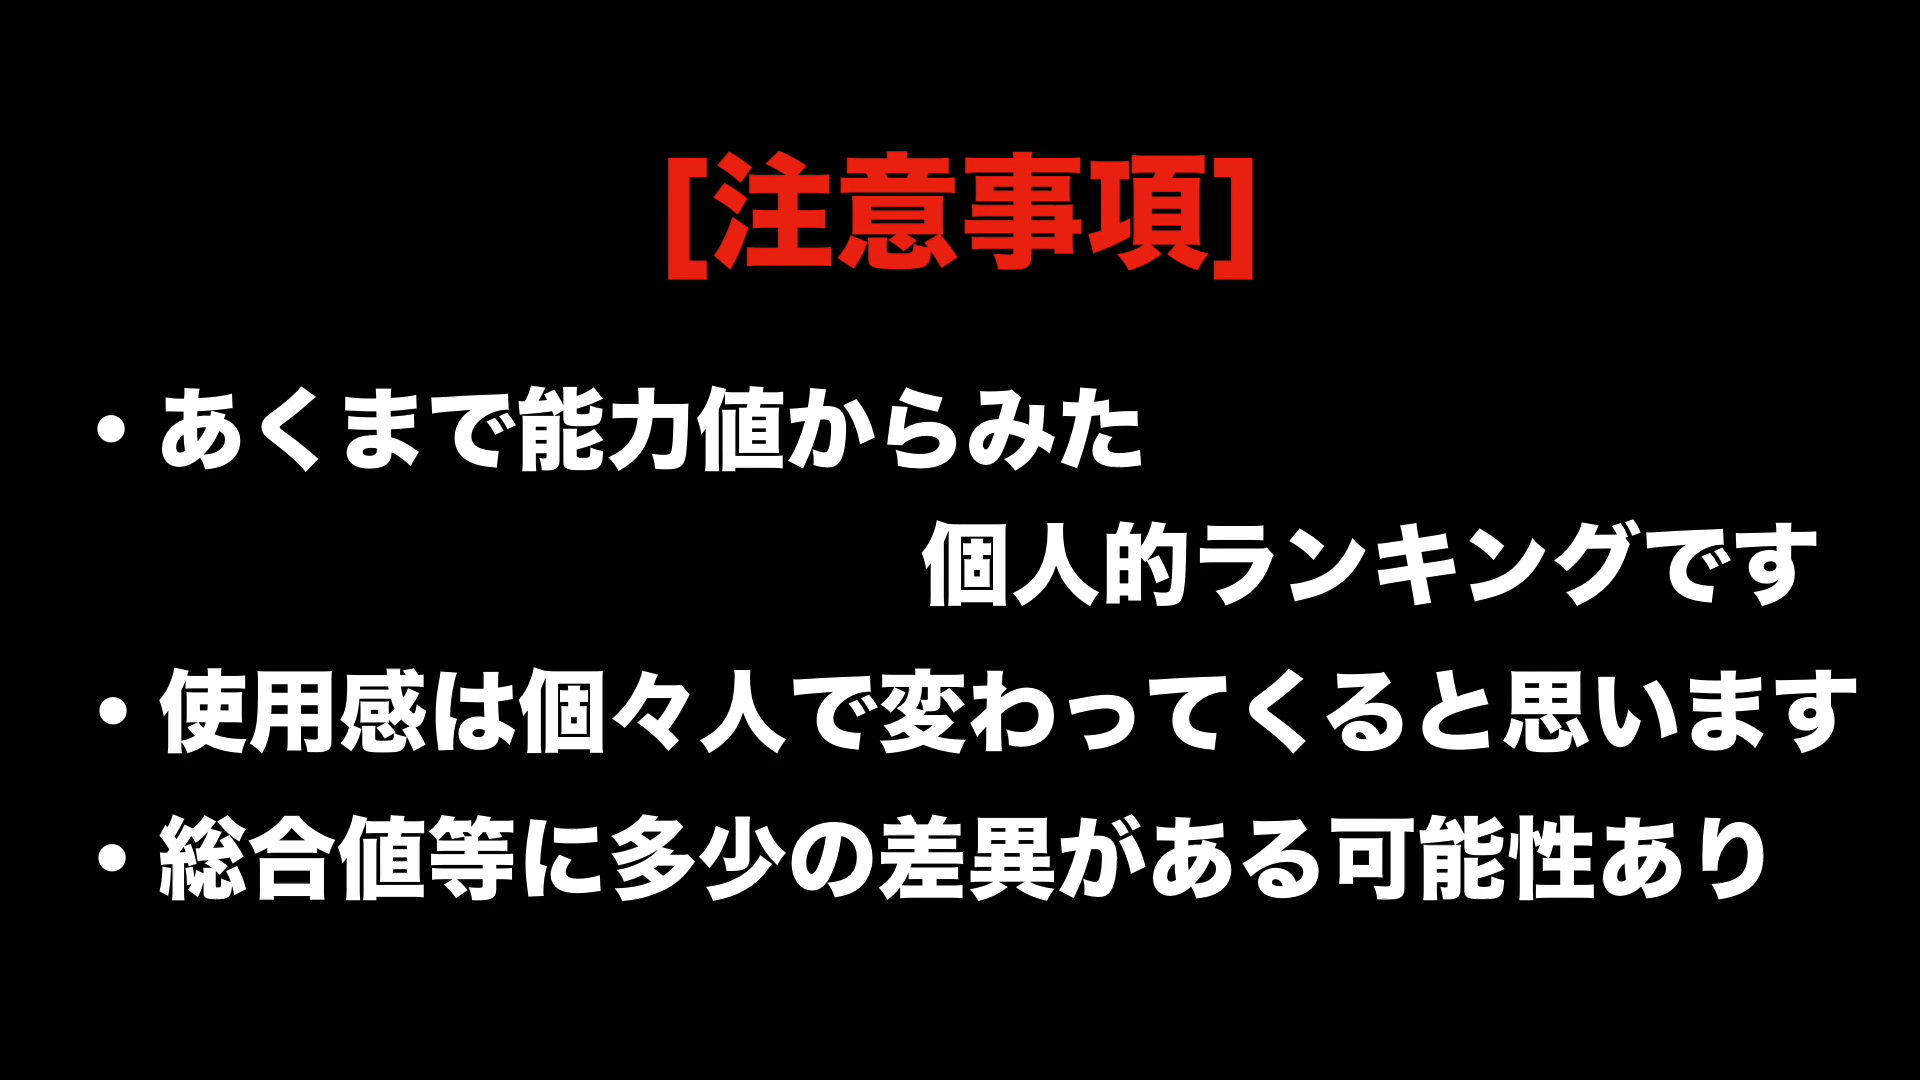 [注意事項]
・あくまで能力値からみた
個人的ランキングです
・使用感は個々人で変わってくると思います
・総合値等に多少の差異がある可能性あり